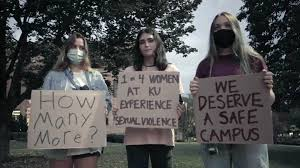 HOW
MANY
MORE?
1 in 4 WOMEN
AT KU
EXPERIENCE
SEXUAL VIOLENCE
WE
DESERVE
A SAFE
CAMPUS